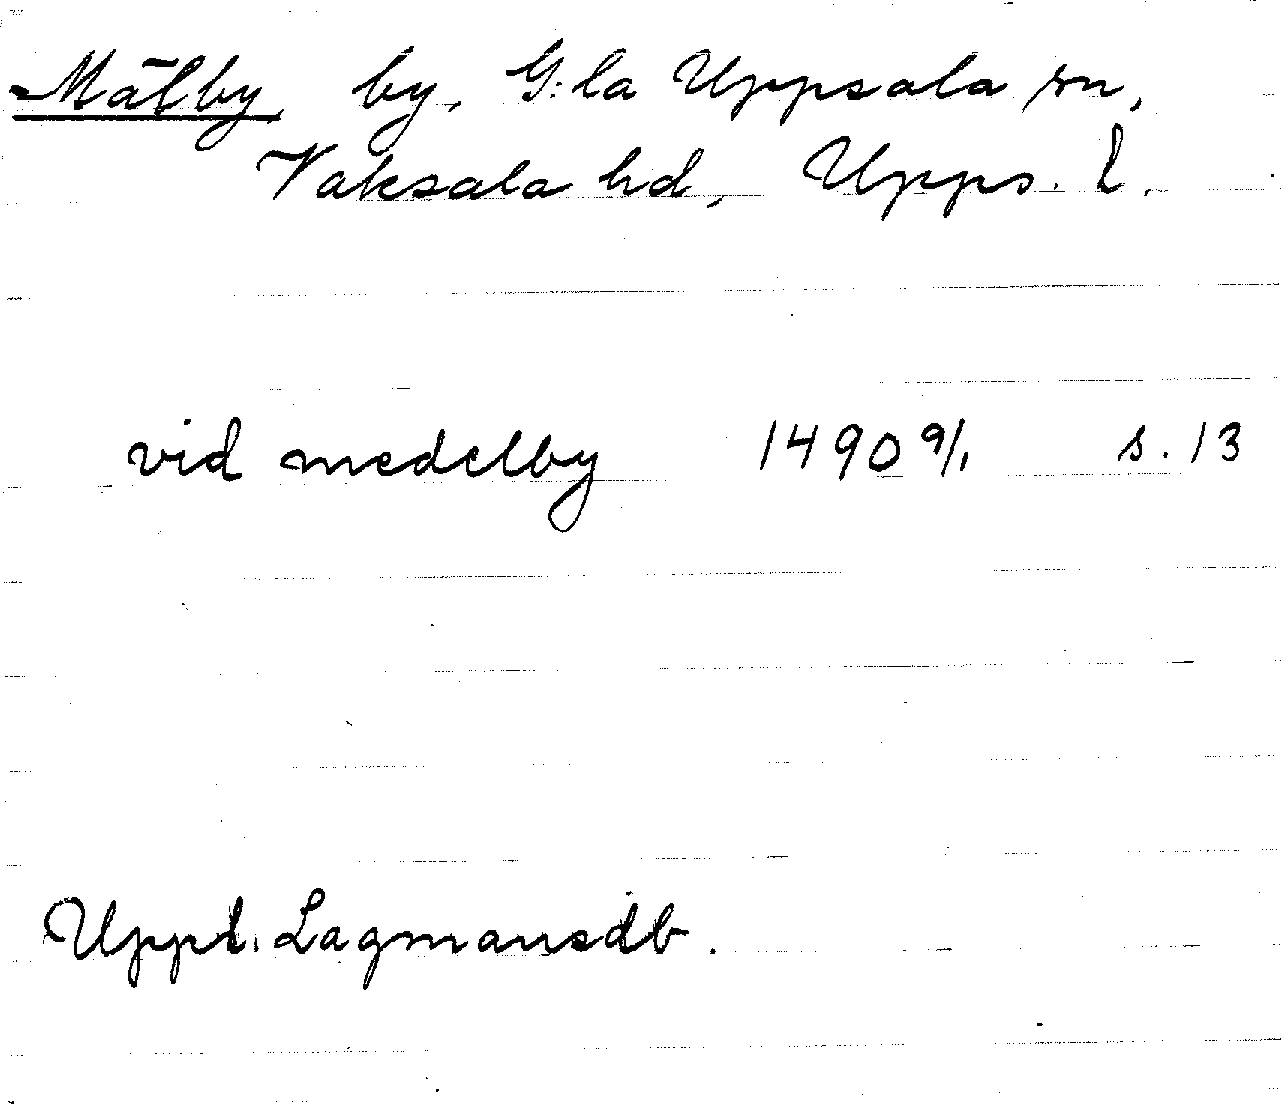 Mälby, by, G:la Uppsala sn,
Vaksala hd, Upps. l.
vid medelby 1490 9/1 s. 13
Uppl. Lagmansdb.